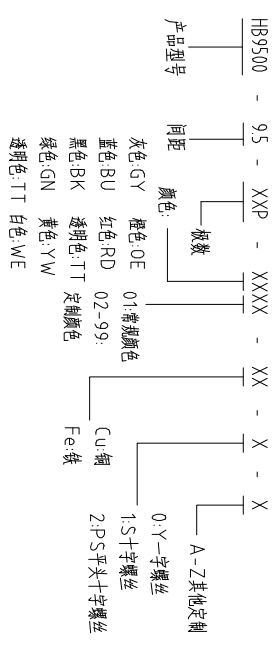 HB9500 - 9.5 - XXP - XXXX - XX - X - X
产品型号
间距
极数
颜色:
灰色:GY 橙色:OE
蓝色:BU 红色:RD
黑色:BK 透明色:TT
绿色:GN 黄色:YW
透明色:TT 白色:WE
01:常规颜色
02-99:
定制颜色
Cu:铜
Fe:铁
0:Y一字螺丝
1:S十字螺丝
2:PS平头十字螺丝
A-Z其他定制